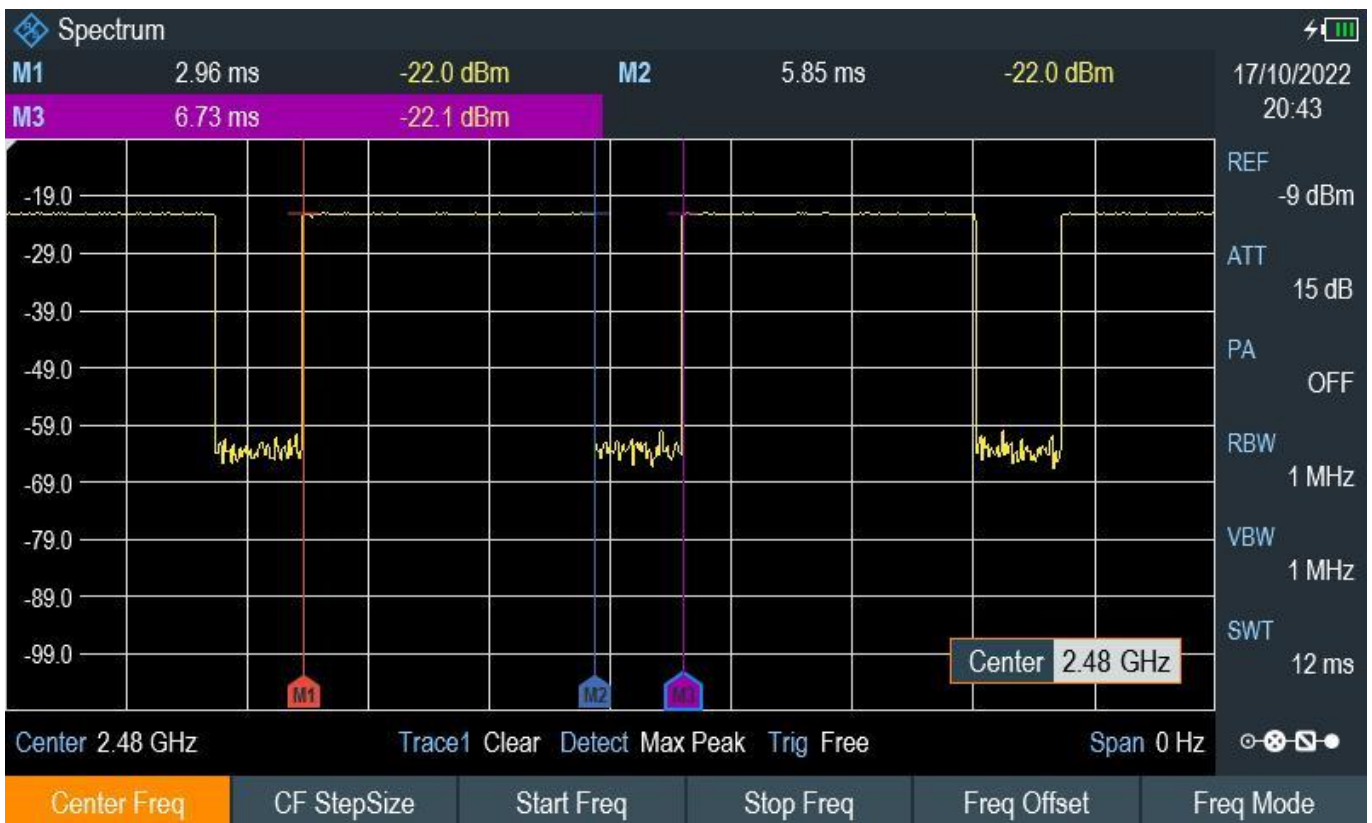 Spectrum
M1 2.96 ms -22.0 dBm M2 5.85 ms -22.0 dBm
M3 6.73 ms -22.1 dBm
17/10/2022
20:43
-19.0
-29.0
-39.0
-49.0
-59.0
-69.0
-79.0
-89.0
-99.0
M1 M2 M3
Center 2.48 GHz
REF
-9 dBm
ATT
15 dB
PA
OFF
RBW
1 MHz
VBW
1 MHz
SWT
12 ms
Center 2.48 GHz Trace1 Clear Detect Max Peak Trig Free Span 0 Hz
Center Freq CF StepSize Start Freq Stop Freq Freq Offset Freq Mode